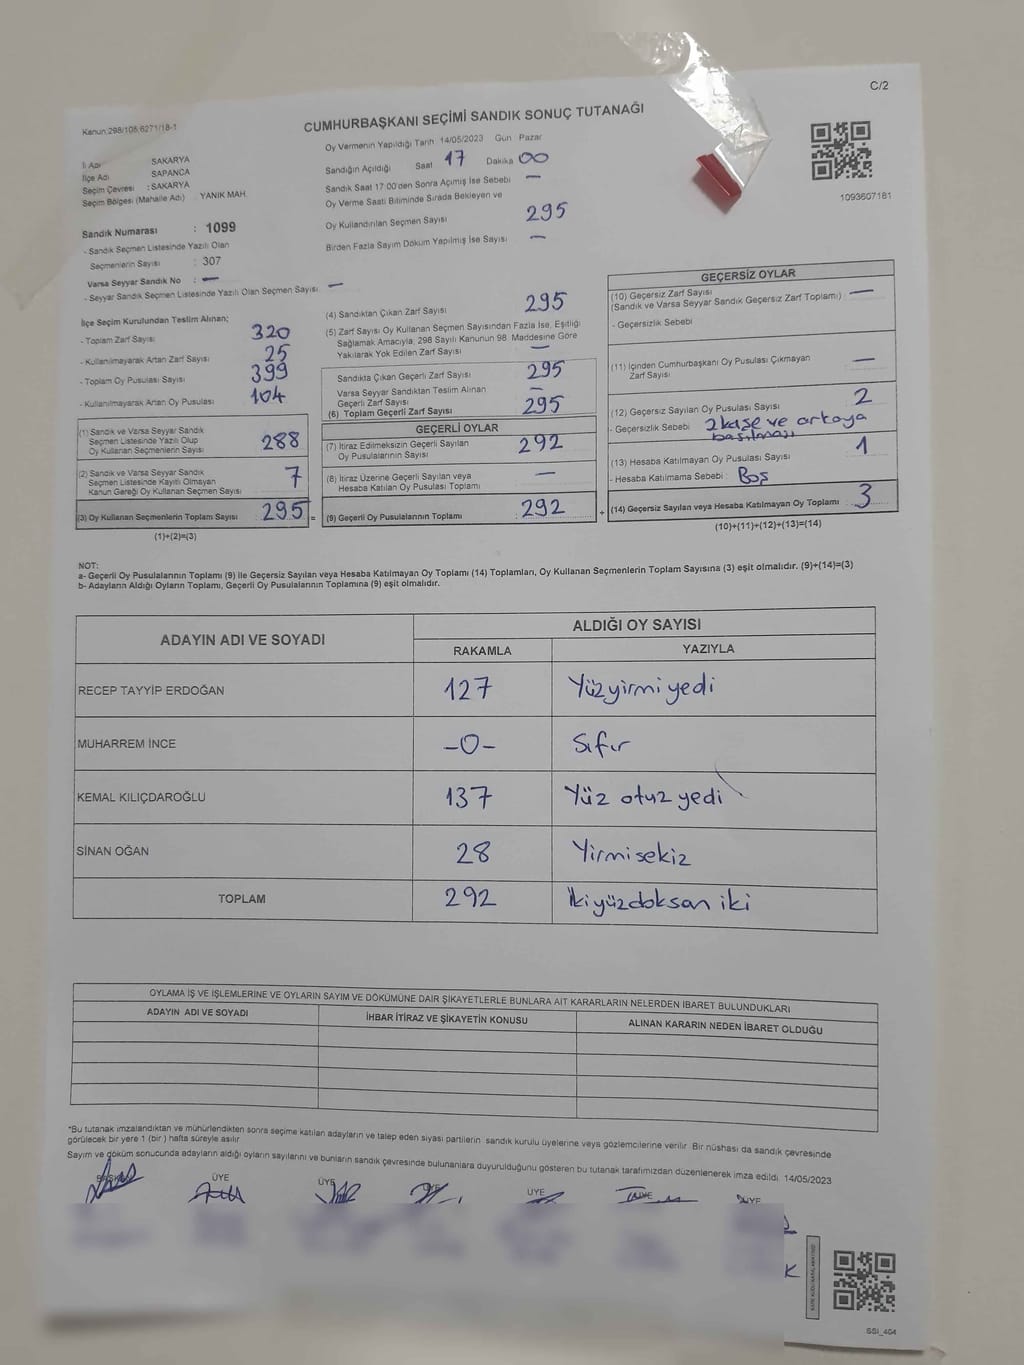 C/2
Kanun 298/105;6271/18-1
CUMHURBAŞKANI SEÇİMİ SANDIK SONUÇ TUTANAĞI
İl Adı SAKARYA
İlçe Adı SAPANCA
Seçim Çevresi : SAKARYA
Seçim Bölgesi (Mahalle Adı) : YANIK MAH.
Sandık Numarası : 1099
- Sandık Seçmen Listesinde Yazılı Olan
Seçmenlerin Sayısı : 307
Varsa Seyyar Sandık No : —
- Seyyar Sandık Seçmen Listesinde Yazılı Olan Seçmen Sayısı : —
İlçe Seçim Kurulundan Teslim Alınan;
- Toplam Zarf Sayısı 320
- Kullanılmayarak Artan Zarf Sayısı 25
- Toplam Oy Pusulası Sayısı 399
- Kullanılmayarak Artan Oy Pusulası 104
(1) Sandık ve Varsa Seyyar Sandık
Seçmen Listesinde Yazılı Olup
Oy Kullanan Seçmenlerin Sayısı 288
(2) Sandık ve Varsa Seyyar Sandık
Seçmen Listesinde Kayıtlı Olmayan
Kanun Gereği Oy Kullanan Seçmen Sayısı 7
(3) Oy Kullanan Seçmenlerin Toplam Sayısı 295 =
(1)+(2)=(3)
Oy Vermenin Yapıldığı Tarih 14/05/2023 Gün Pazar
Sandığın Açıldığı Saat 17 Dakika 00
Sandık Saat 17:00'den Sonra Açmış İse Sebebi —
Oy Verme Saati Bitiminde Sırada Bekleyen ve
Oy Kullandırılan Seçmen Sayısı 295
Birden Fazla Sayım Döküm Yapılmış İse Sayısı —
(4) Sandıktan Çıkan Zarf Sayısı 295
(5) Zarf Sayısı Oy Kullanan Seçmen Sayısından Fazla İse, Eşitliği
Sağlamak Amacıyla, 298 Sayılı Kanunun 98. Maddesine Göre
Yakılarak Yok Edilen Zarf Sayısı —
Sandıkta Çıkan Geçerli Zarf Sayısı 295
Varsa Seyyar Sandıktan Teslim Alınan
Geçerli Zarf Sayısı —
(6) Toplam Geçerli Zarf Sayısı 295
GEÇERLİ OYLAR
(7) İtiraz Edilmeksizin Geçerli Sayılan
Oy Pusulalarının Sayısı 292
(8) İtiraz Üzerine Geçerli Sayılan veya
Hesaba Katılan Oy Pusulası Toplamı —
(9) Geçerli Oy Pusulalarının Toplamı : 292 +
1093607181
GEÇERSİZ OYLAR
(10) Geçersiz Zarf Sayısı
(Sandık ve Varsa Seyyar Sandık Geçersiz Zarf Toplamı) —
- Geçersizlik Sebebi
(11) İçinden Cumhurbaşkanı Oy Pusulası Çıkmayan
Zarf Sayısı —
(12) Geçersiz Sayılan Oy Pusulası Sayısı 2
- Geçersizlik Sebebi 2 kaşe ve ortaya
basılması
(13) Hesaba Katılmayan Oy Pusulası Sayısı 1
- Hesaba Katılmama Sebebi : Boş
(14) Geçersiz Sayılan veya Hesaba Katılmayan Oy Toplamı 3
(10)+(11)+(12)+(13)=(14)
NOT:
a- Geçerli Oy Pusulalarının Toplamı (9) ile Geçersiz Sayılan veya Hesaba Katılmayan Oy Toplamı (14) Toplamları, Oy Kullanan Seçmenlerin Toplam Sayısına (3) eşit olmalıdır. (9)+(14)=(3)
b- Adayların Aldığı Oyların Toplamı, Geçerli Oy Pusulalarının Toplamına (9) eşit olmalıdır.
ADAYIN ADI VE SOYADI
ALDIĞI OY SAYISI
RAKAMLA YAZIYLA
RECEP TAYYİP ERDOĞAN 127 Yüzyirmi yedi
MUHARREM İNCE -0- Sıfır
KEMAL KILIÇDAROĞLU 137 Yüz otuz yedi
SİNAN OĞAN 28 Yirmisekiz
TOPLAM 292 İkiyüzdoksan iki
OYLAMA İŞ VE İŞLEMLERİNE VE OYLARIN SAYIM VE DÖKÜMÜNE DAİR ŞİKAYETLERLE BUNLARA AİT KARARLARIN NELERDEN İBARET BULUNDUKLARI
ADAYIN ADI VE SOYADI İHBAR İTİRAZ VE ŞİKAYETİN KONUSU ALINAN KARARIN NEDEN İBARET OLDUĞU
*Bu tutanak imzalandıktan ve mühürlendikten sonra seçime katılan adayların ve talep eden siyasi partilerin sandık kurulu üyelerine veya gözlemcilerine verilir. Bir nüshası da sandık çevresinde
görülecek bir yere 1 (bir) hafta süreyle asılır
Sayım ve döküm sonucunda adayların aldığı oyların sayılarını ve bunların sandık çevresinde bulunanlara duyurulduğunu gösteren bu tutanak tarafımızdan düzenlenerek imza edildi. 14/05/2023
BAŞKAN ÜYE ÜYE ÜYE ÜYE ÜYE ÜYE
K
SSI_404